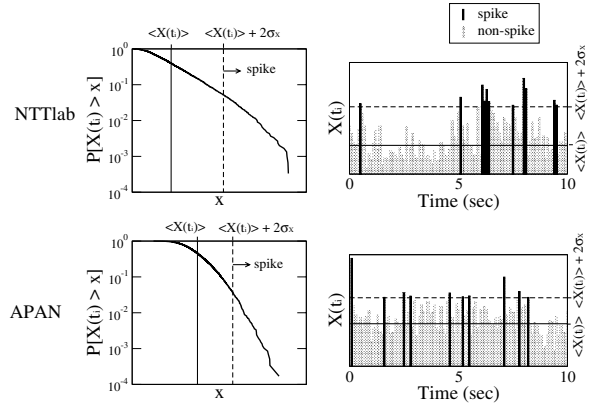 spike
non-spike
<X(tᵢ)> <X(tᵢ)> + 2σₓ
NTTlab
P[X(tᵢ) > x]
10⁰
10⁻¹
10⁻²
10⁻³
10⁻⁴
spike
x
X(tᵢ)
0 5 10
Time (sec)
<X(tᵢ)> <X(tᵢ)> + 2σₓ
<X(tᵢ)> <X(tᵢ)> + 2σₓ
APAN
P[X(tᵢ) > x]
10⁰
10⁻¹
10⁻²
10⁻³
10⁻⁴
spike
x
X(tᵢ)
0 5 10
Time (sec)
<X(tᵢ)> <X(tᵢ)> + 2σₓ